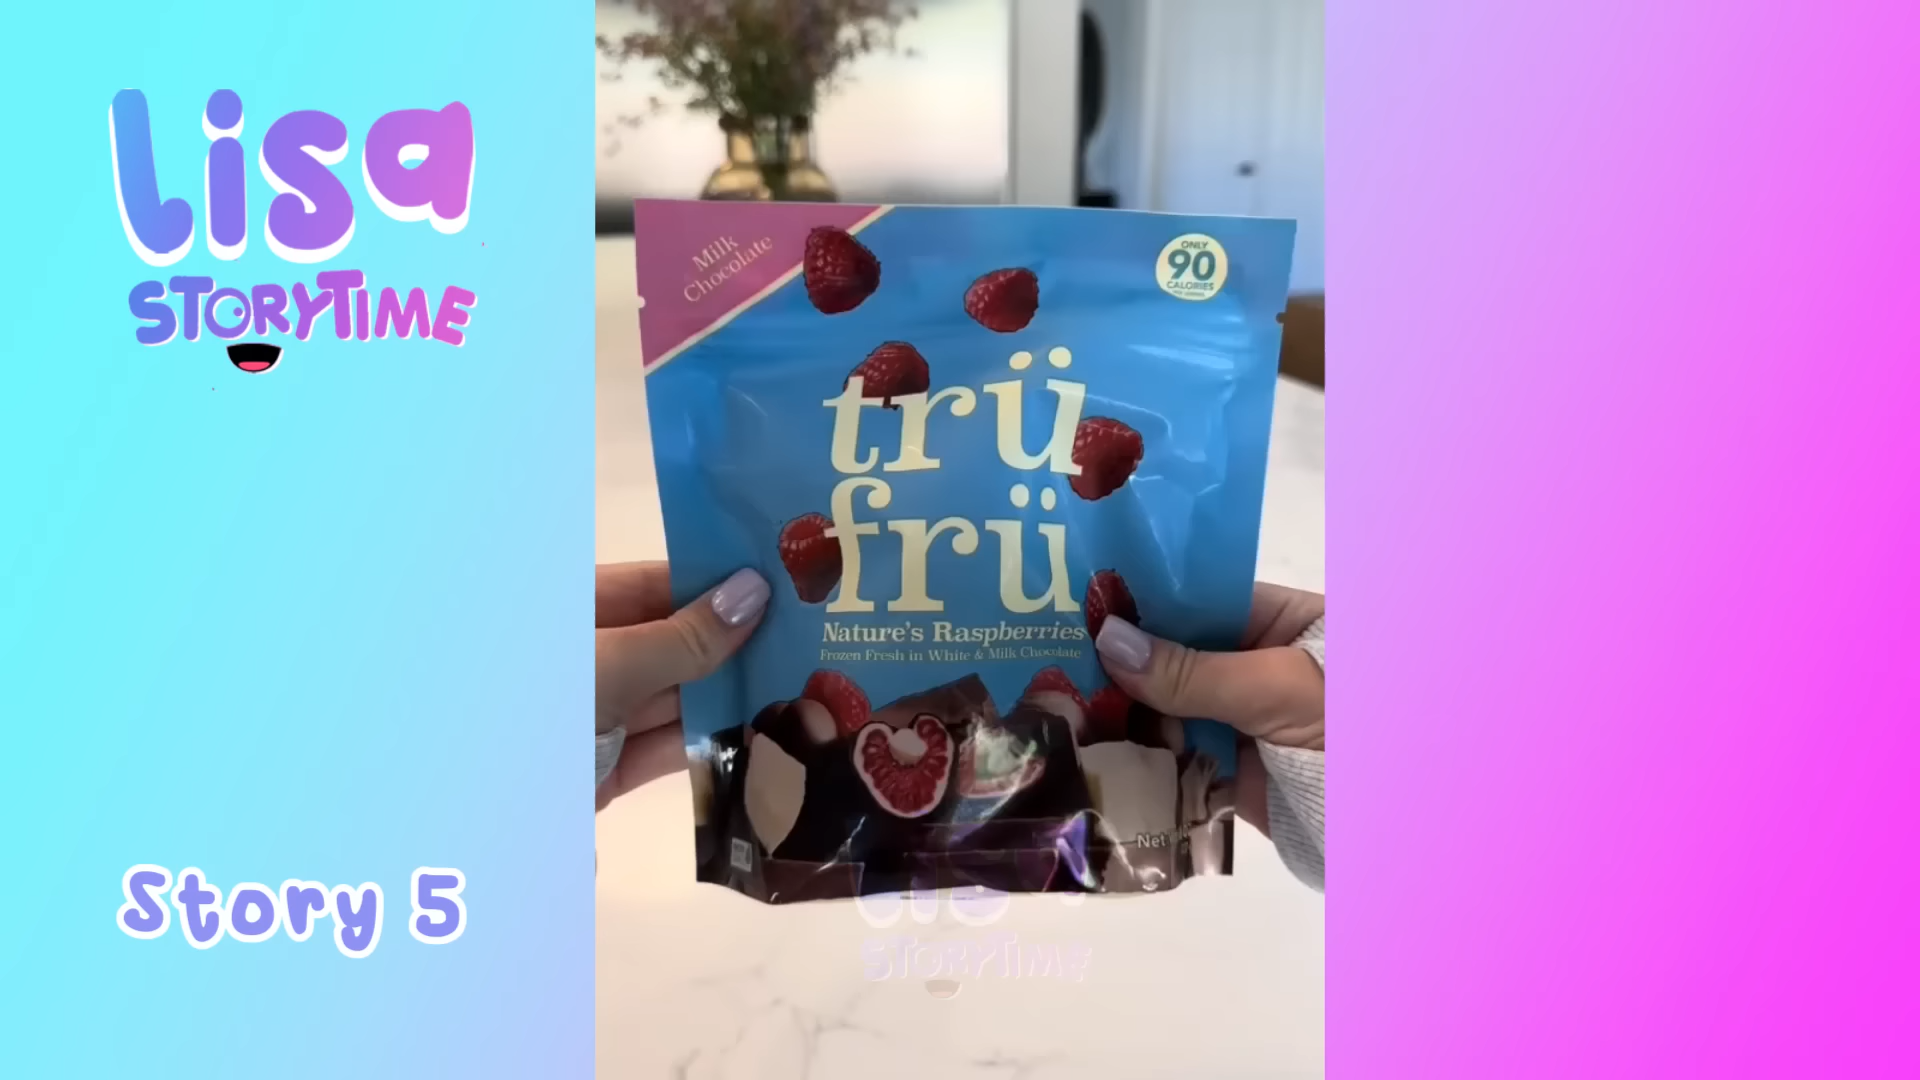 Lisa
STORYTIME
Milk
Chocolate
ONLY
90
CALORIES
trü
frü
Nature's Raspberries
Frozen Fresh in White & Milk Chocolate
Net
STORYTIME
Story 5